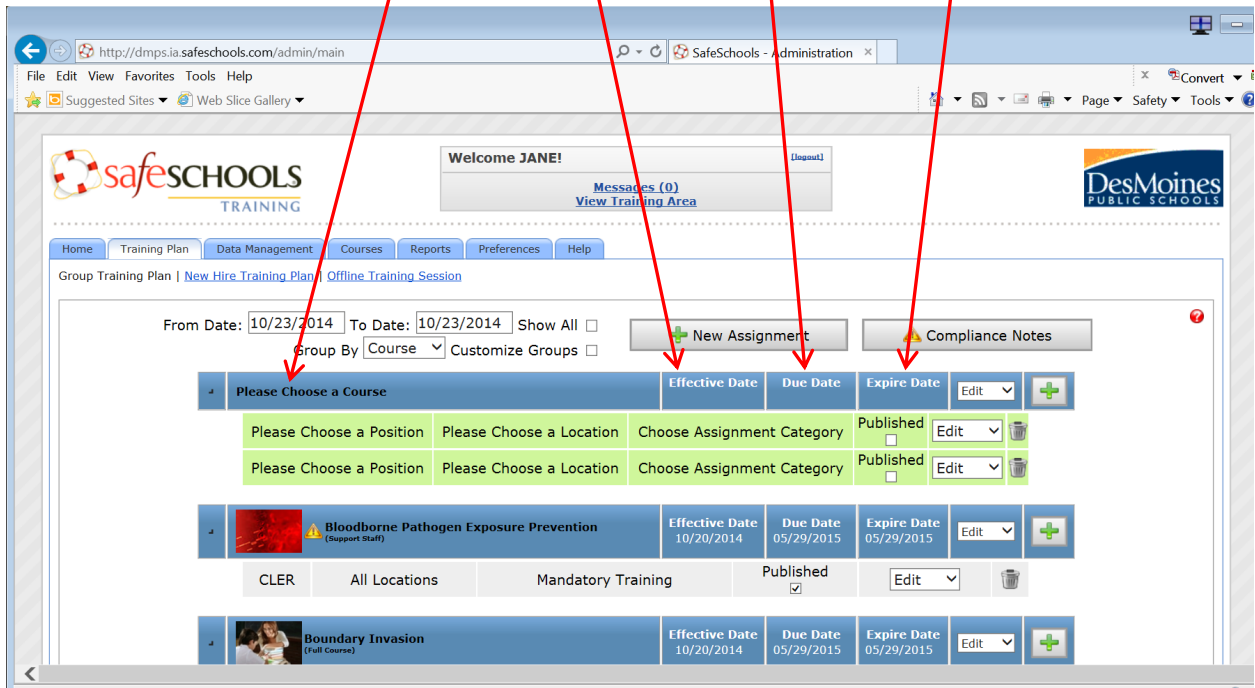 http://dmps.ia.safeschools.com/admin/main
SafeSchools - Administration
File Edit View Favorites Tools Help
Convert
Suggested Sites Web Slice Gallery
Page Safety Tools
safeSCHOOLS
TRAINING
Welcome JANE!
[logout]
Messages (0)
View Training Area
DesMoines
PUBLIC SCHOOLS
Home Training Plan Data Management Courses Reports Preferences Help
Group Training Plan | New Hire Training Plan | Offline Training Session
From Date: 10/23/2014 To Date: 10/23/2014 Show All
New Assignment
Compliance Notes
Group By Course Customize Groups
Please Choose a Course Effective Date Due Date Expire Date Edit
Please Choose a Position Please Choose a Location Choose Assignment Category Published Edit
Please Choose a Position Please Choose a Location Choose Assignment Category Published Edit
Bloodborne Pathogen Exposure Prevention Effective Date Due Date Expire Date Edit
(Support Staff) 10/20/2014 05/29/2015 05/29/2015
CLER All Locations Mandatory Training Published Edit
Boundary Invasion Effective Date Due Date Expire Date Edit
(Full Course) 10/20/2014 05/29/2015 05/29/2015